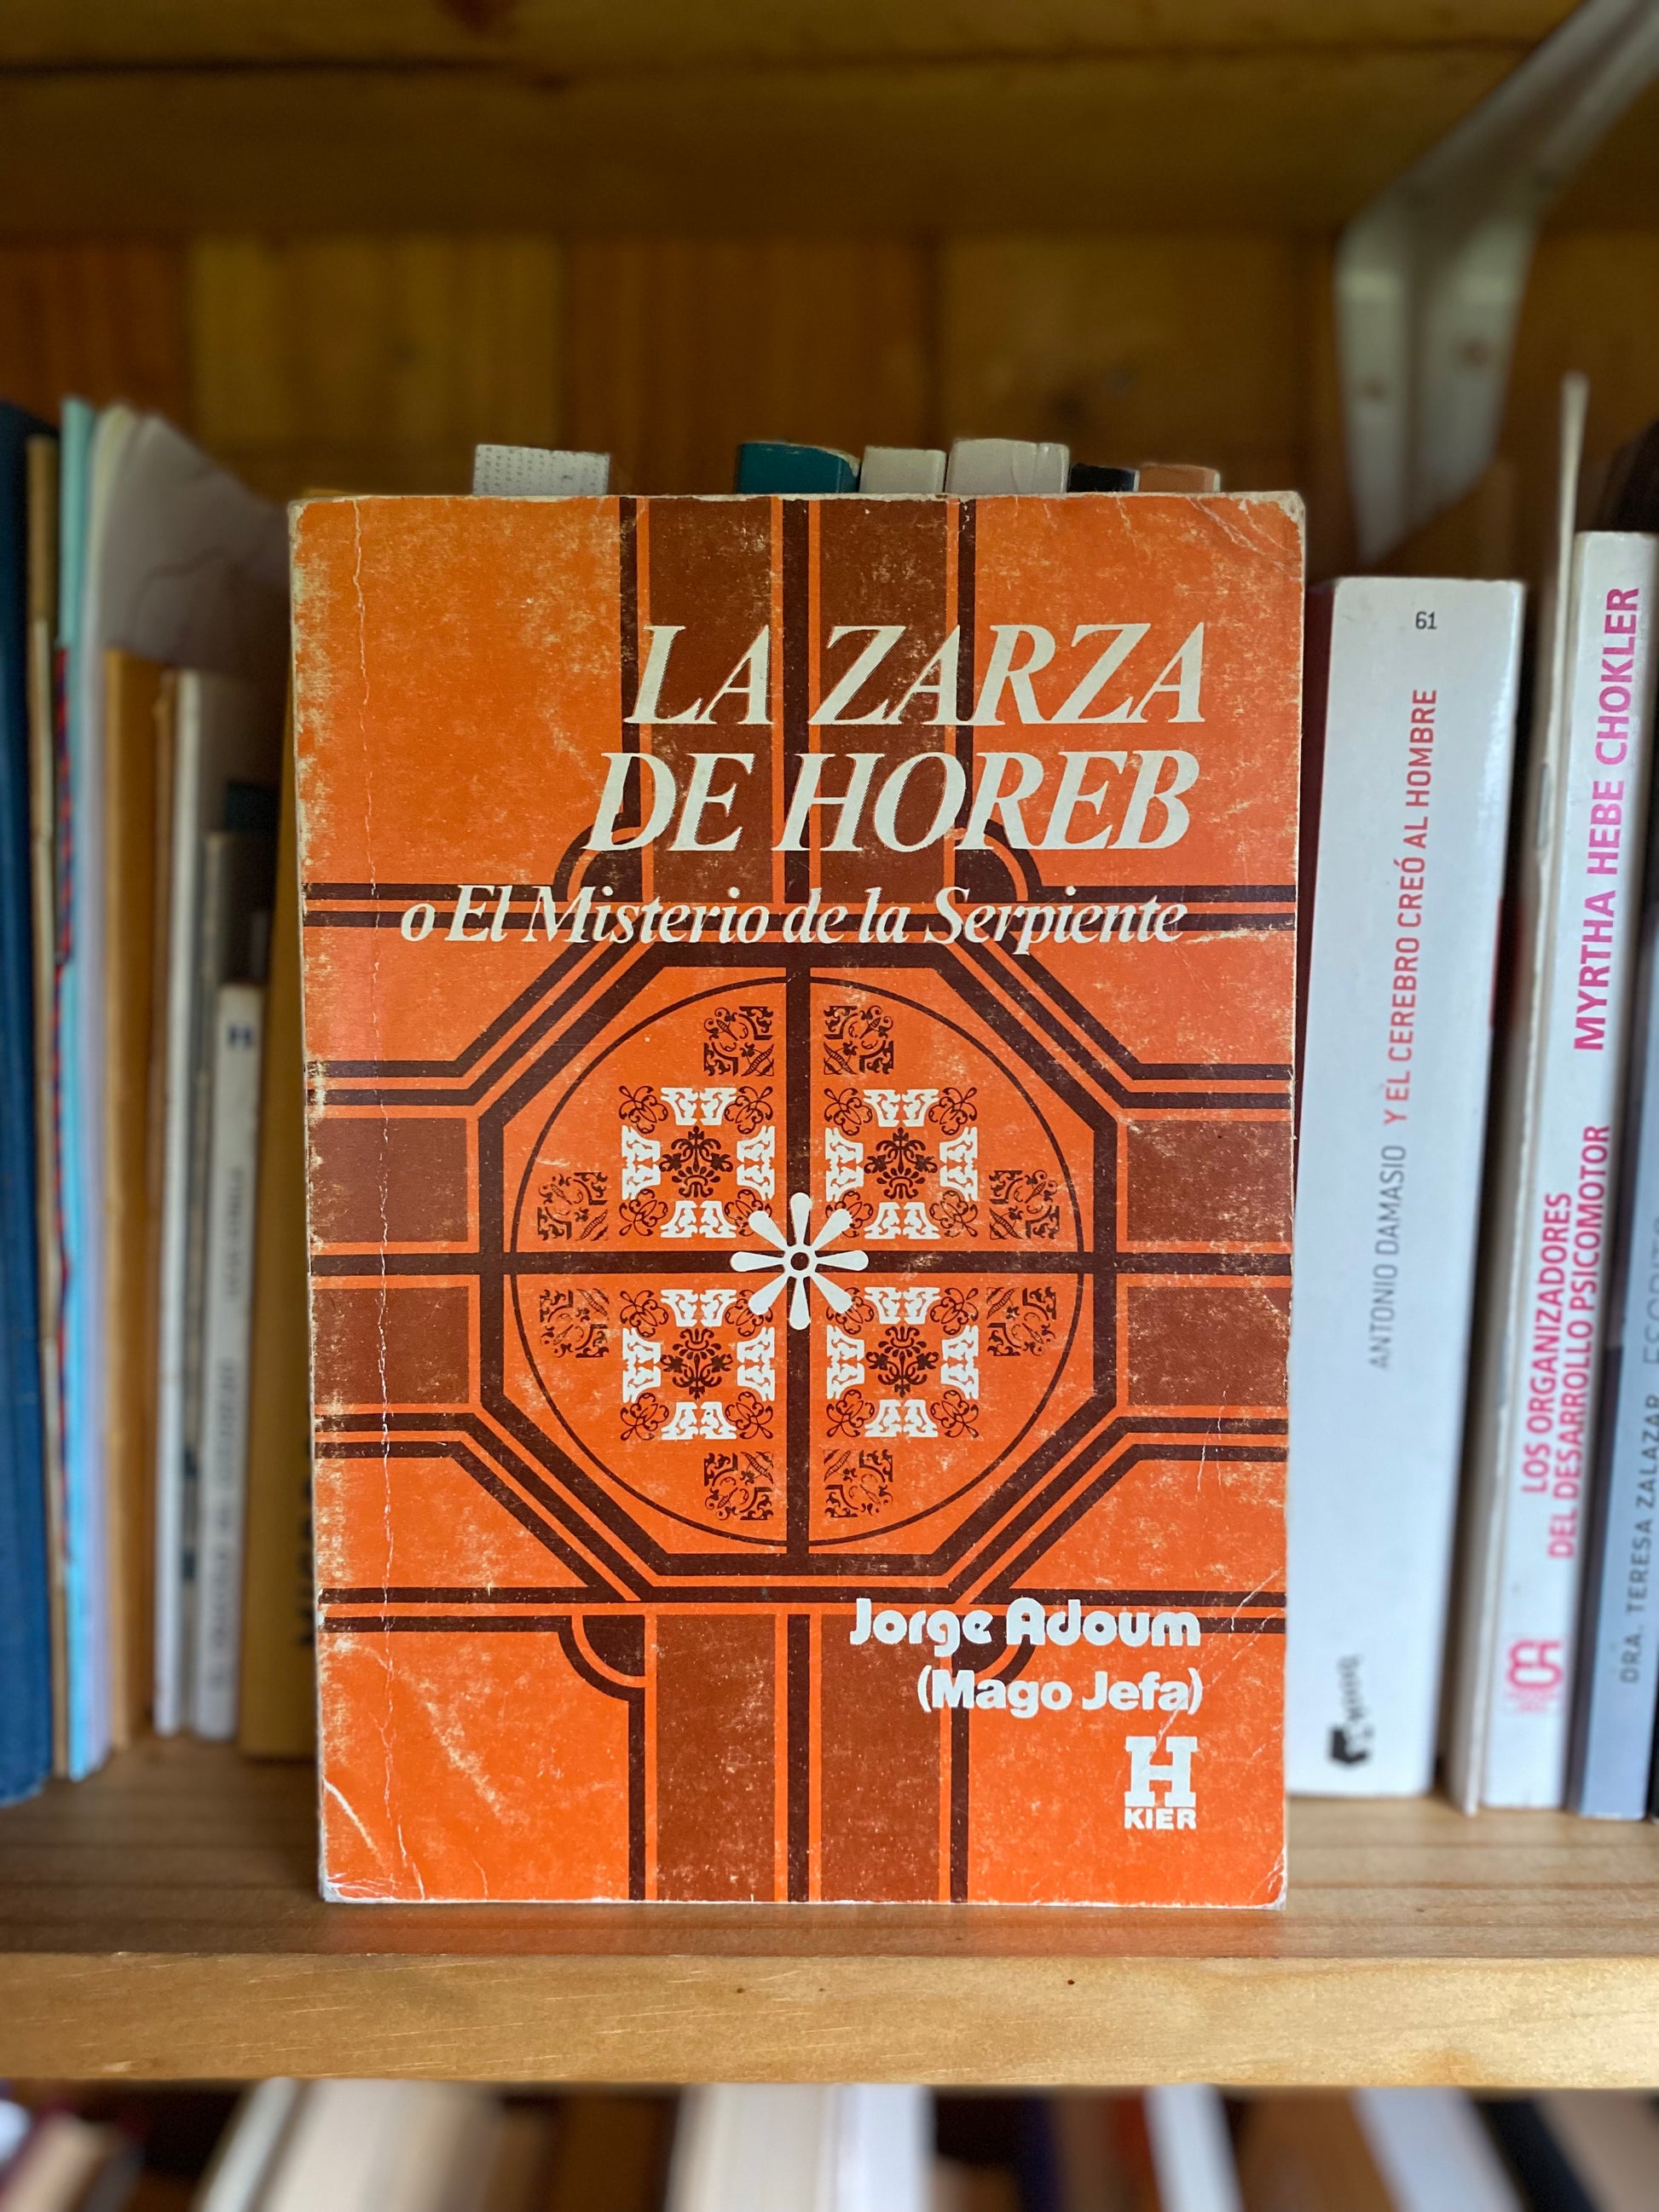 LA ZARZA
DE HOREB
o El Misterio de la Serpiente
Jorge Adoum
(Mago Jefa)
H
KIER
61
ANTONIO DAMASIO Y EL CEREBRO CREÓ AL HOMBRE
MYRTHA HEBE CHOKLER
LOS ORGANIZADORES
DEL DESARROLLO PSICOMOTOR
DRA. TERESA ZALAZAR